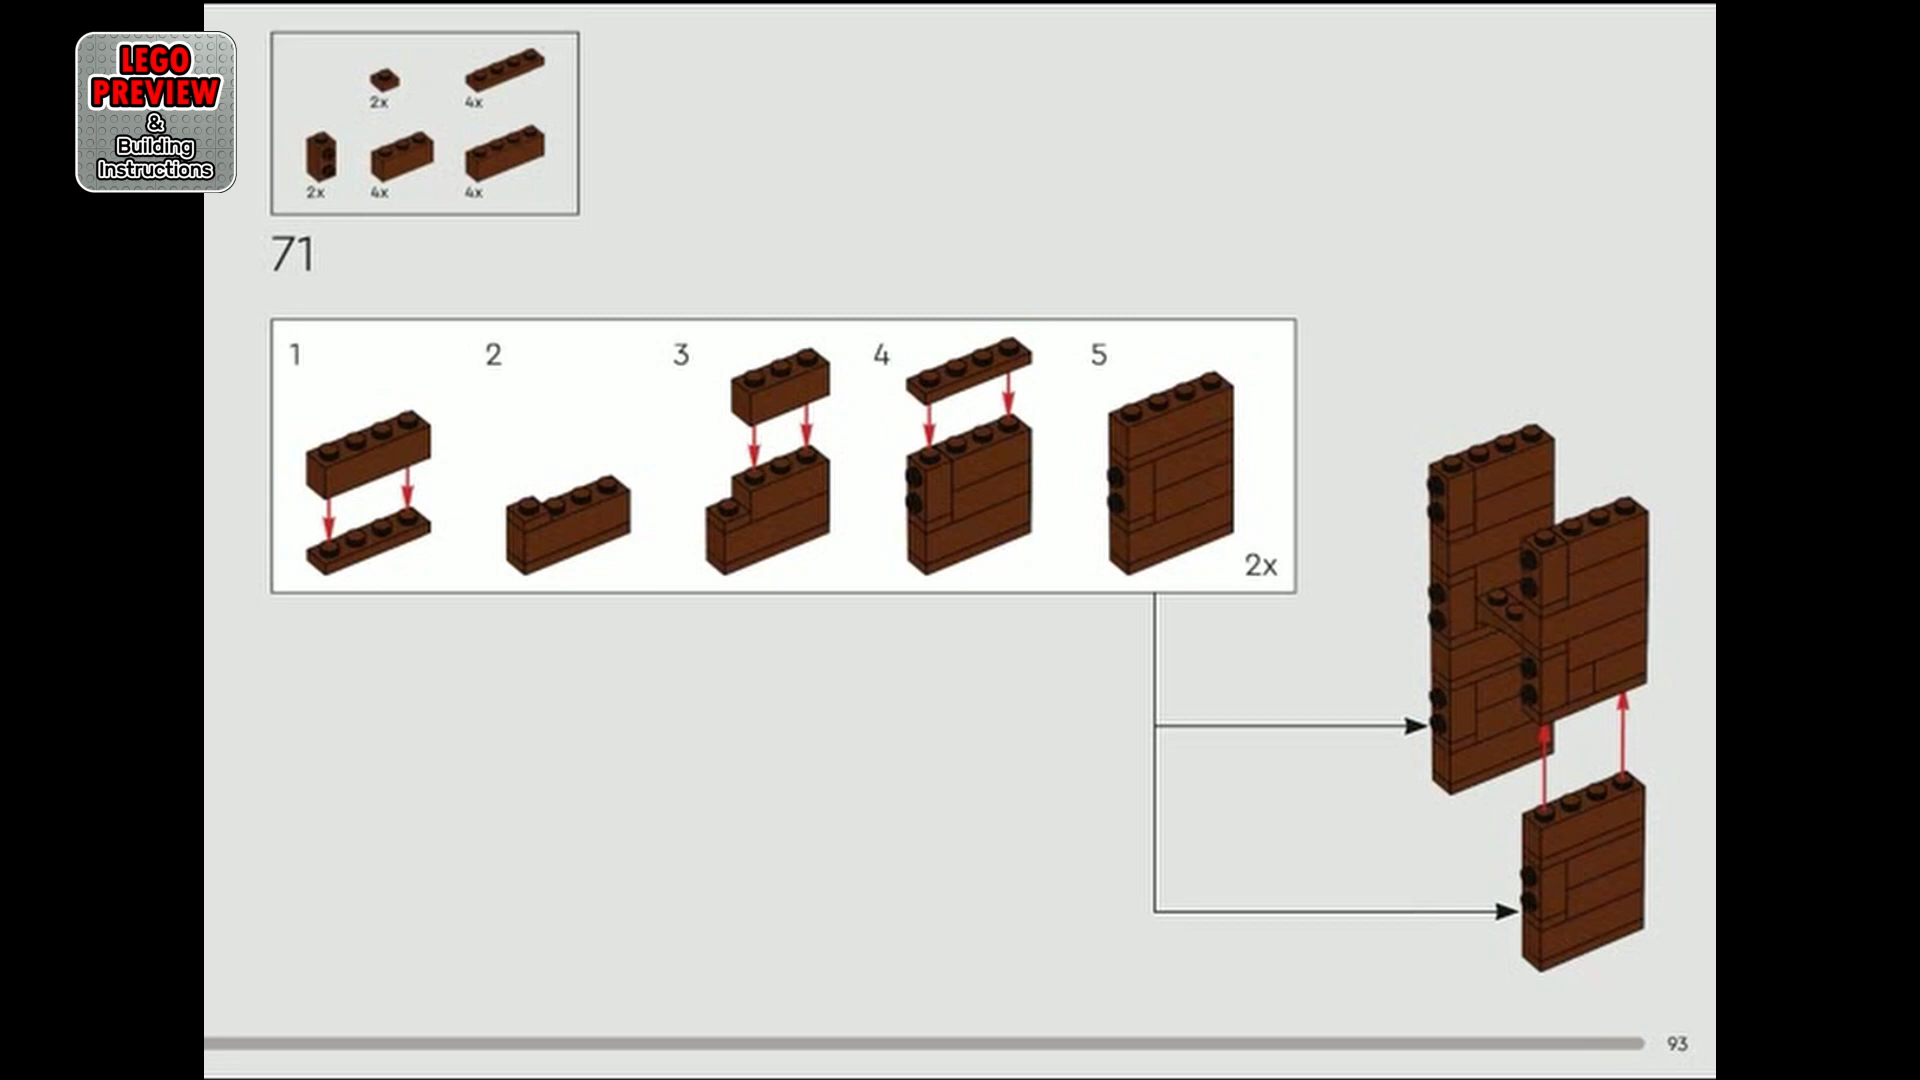 LEGO
PREVIEW
&
Building
Instructions
2x
4x
2x
4x
4x
71
1
2
3
4
5
2x
93